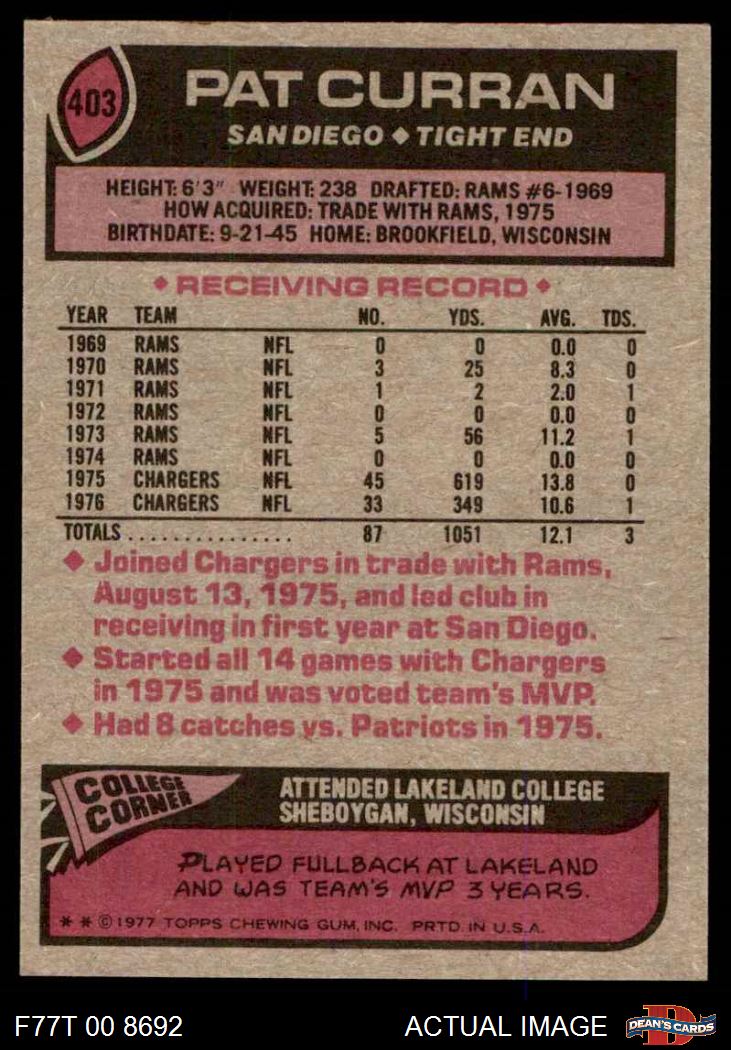 403
PAT CURRAN
SAN DIEGO ◆ TIGHT END
HEIGHT: 6'3" WEIGHT: 238 DRAFTED: RAMS #6-1969
HOW ACQUIRED: TRADE WITH RAMS, 1975
BIRTHDATE: 9-21-45 HOME: BROOKFIELD, WISCONSIN
◆ RECEIVING RECORD ◆
YEAR TEAM NO. YDS. AVG. TDS.
1969 RAMS NFL 0 0 0.0 0
1970 RAMS NFL 3 25 8.3 0
1971 RAMS NFL 1 2 2.0 1
1972 RAMS NFL 0 0 0.0 0
1973 RAMS NFL 5 56 11.2 1
1974 RAMS NFL 0 0 0.0 0
1975 CHARGERS NFL 45 619 13.8 0
1976 CHARGERS NFL 33 349 10.6 1
TOTALS............... 87 1051 12.1 3
◆ Joined Chargers in trade with Rams,
August 13, 1975, and led club in
receiving in first year at San Diego.
◆ Started all 14 games with Chargers
in 1975 and was voted team's MVP.
◆ Had 8 catches vs. Patriots in 1975.
COLLEGE
CORNER
ATTENDED LAKELAND COLLEGE
SHEBOYGAN, WISCONSIN
PLAYED FULLBACK AT LAKELAND
AND WAS TEAM'S MVP 3 YEARS.
* * © 1977 TOPPS CHEWING GUM, INC. PRTD. IN U.S.A.
F77T 00 8692
ACTUAL IMAGE
D
DEAN'S CARDS